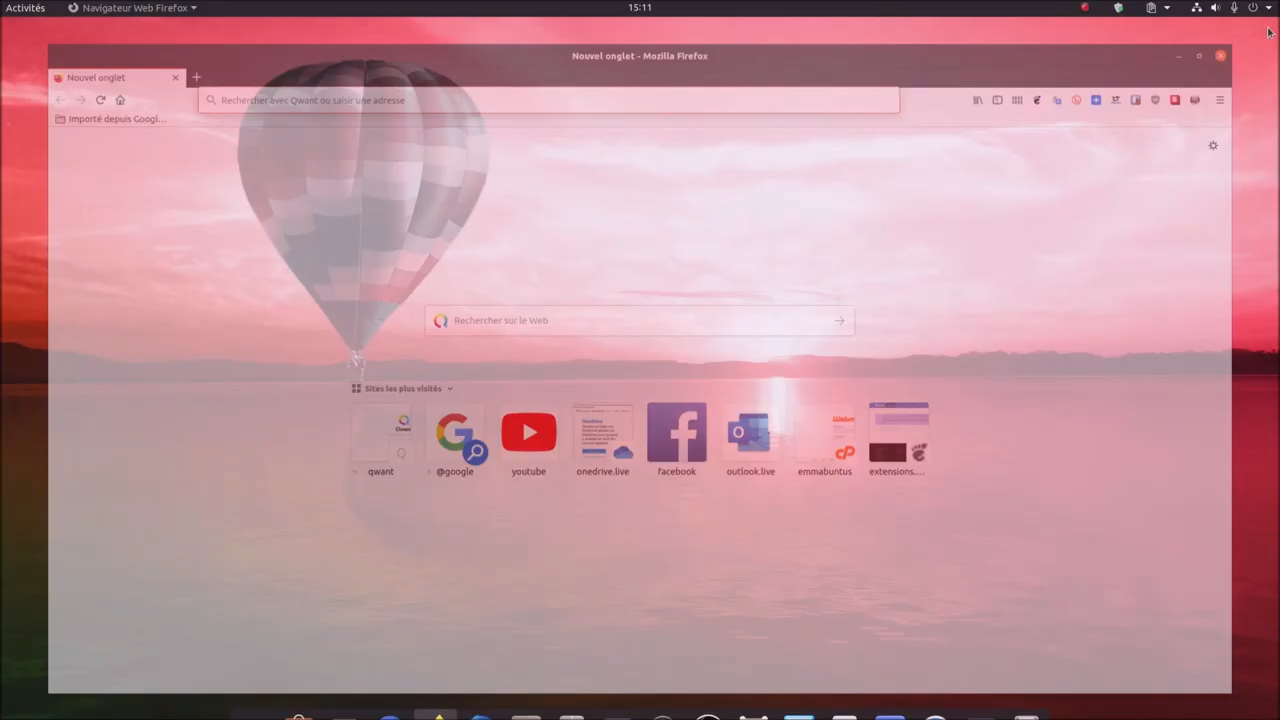 Activités
Navigateur Web Firefox
15:11
Nouvel onglet - Mozilla Firefox
Nouvel onglet
Rechercher avec Qwant ou saisir une adresse
Importé depuis Googl...
Rechercher sur le Web
Sites les plus visités
qwant
@google
youtube
onedrive.live
facebook
outlook.live
emmabuntus
extensions....